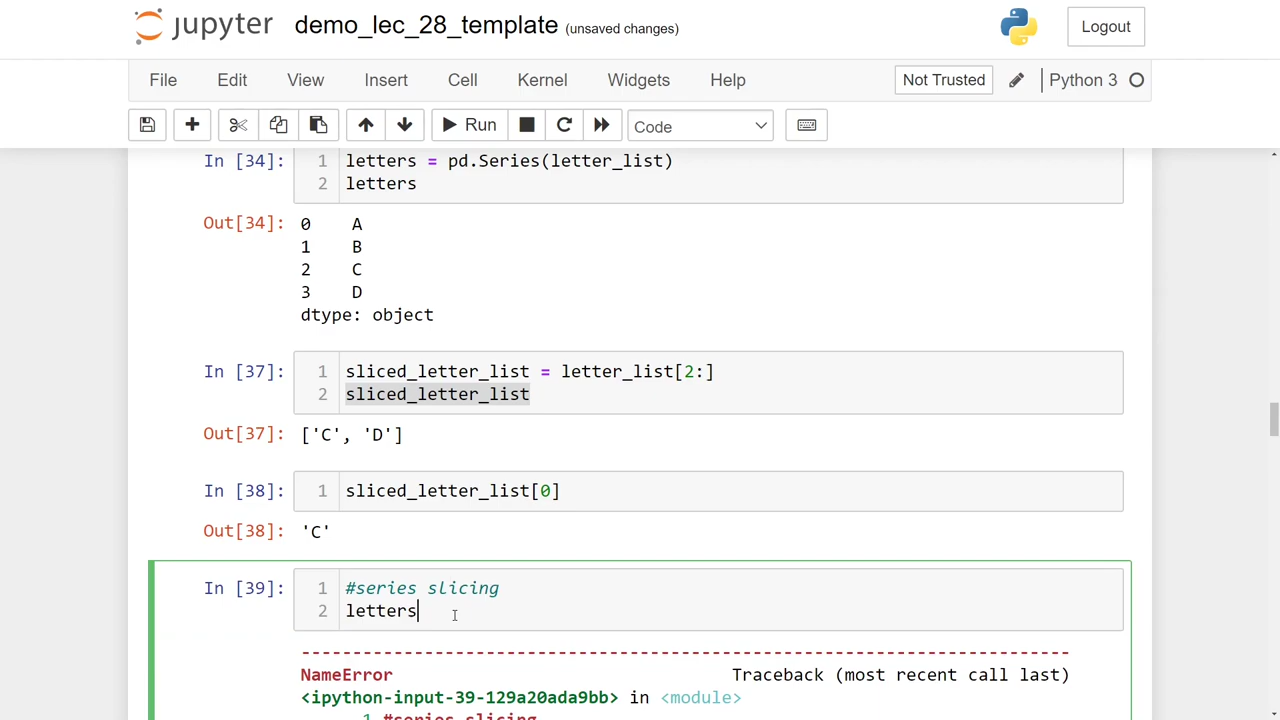 jupyter demo_lec_28_template (unsaved changes) Logout
File Edit View Insert Cell Kernel Widgets Help Not Trusted Python 3
Run Code
In [34]: 1 letters = pd.Series(letter_list)
2 letters
Out[34]: 0 A
1 B
2 C
3 D
dtype: object
In [37]: 1 sliced_letter_list = letter_list[2:]
2 sliced_letter_list
Out[37]: ['C', 'D']
In [38]: 1 sliced_letter_list[0]
Out[38]: 'C'
In [39]: 1 #series slicing
2 letters
---------------------------------------------------------------------------
NameError Traceback (most recent call last)
<ipython-input-39-129a20ada9bb> in <module>
1 #series slicing